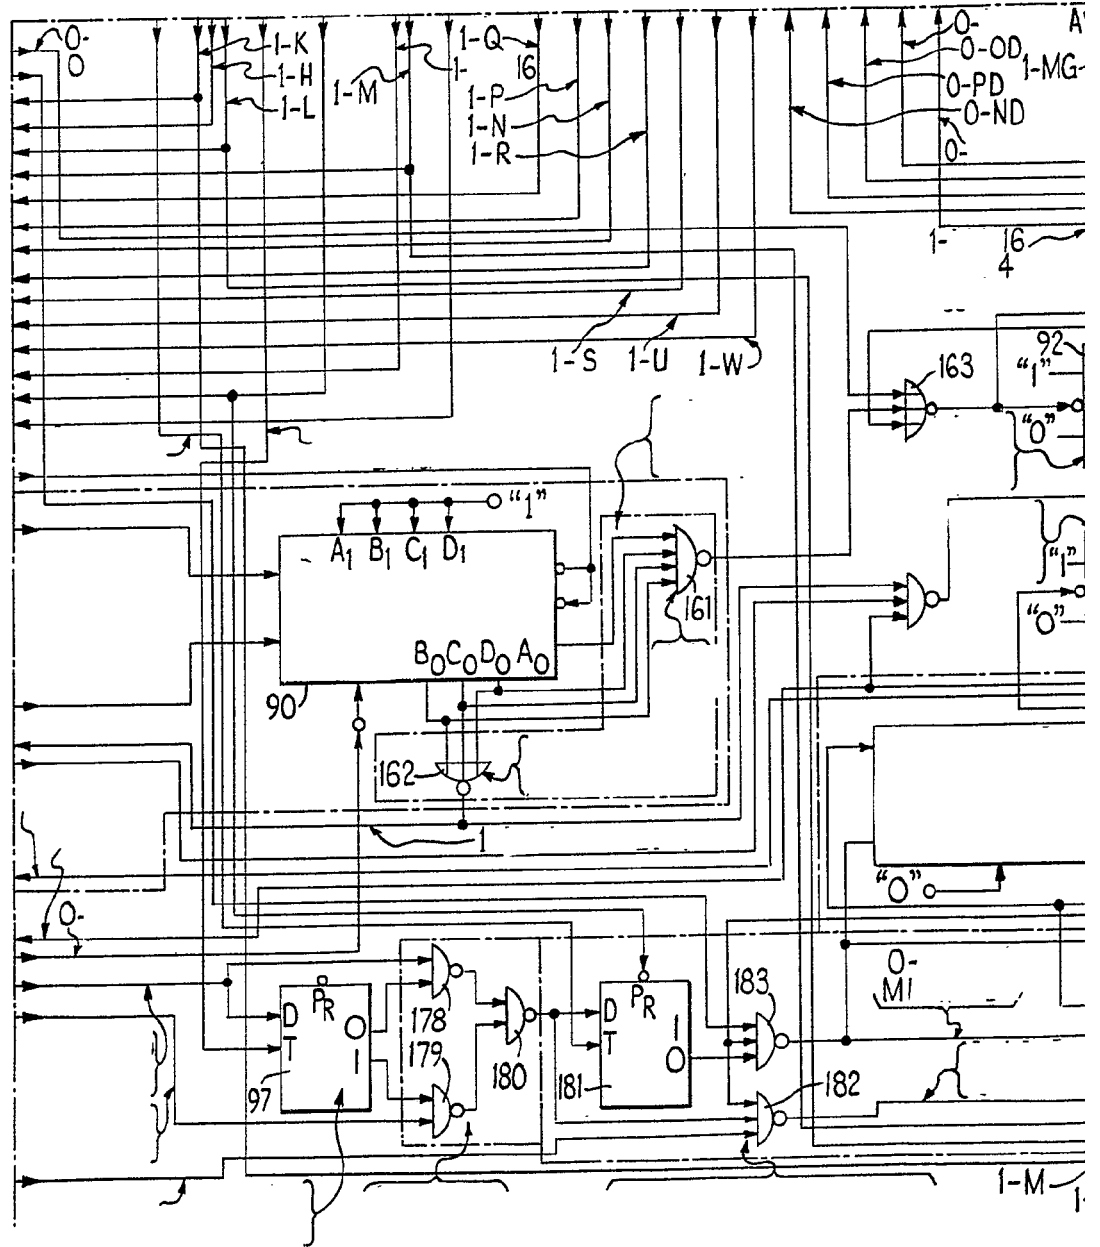 0-
0
1-K
1-H
1-L
1-M
1-
1-Q
16
1-P
1-N
1-R
0-
0-OD
0-PD
0-ND
0-
A
1-MG-
1-
16
4
1-S
1-U
1-W
163
92
"1"
"0"
"1"
A1 B1 C1 D1
161
"1"
"0"
B0 C0 D0 A0
90
162
1
"0"
0-
0-
M1
PR
D
T
0
1
97
178
179
180
PR
D
T
1
0
181
183
182
1-M
1-